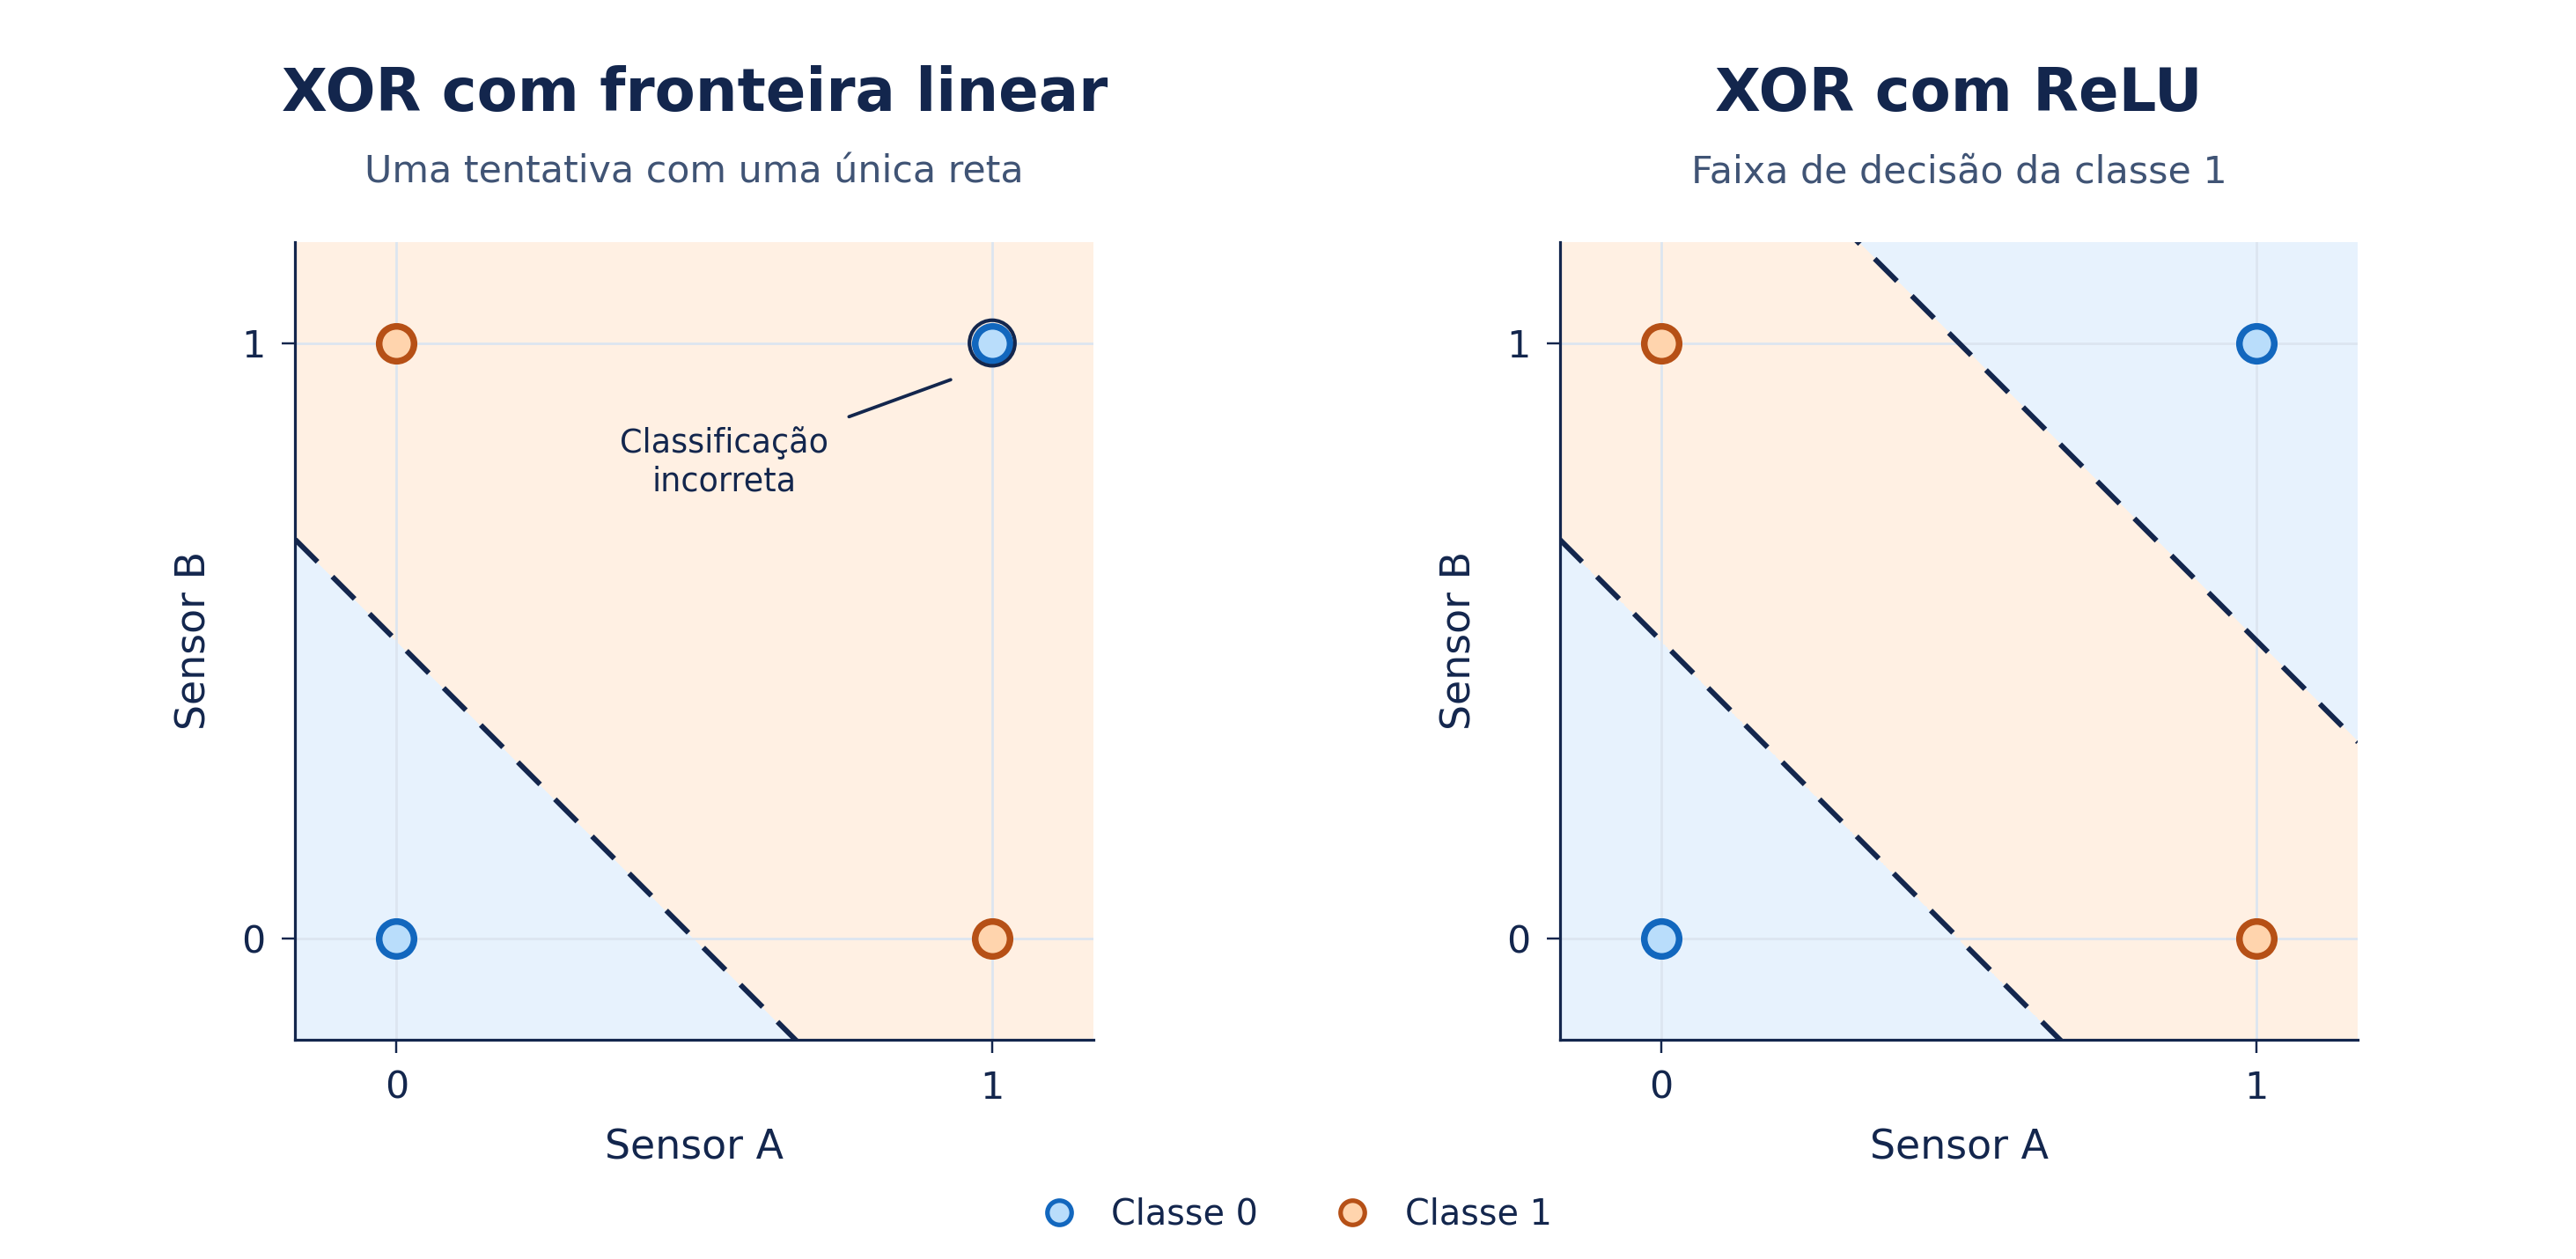 XOR com fronteira linear
Uma tentativa com uma única reta
1
Classificação
incorreta
Sensor B
0
0
1
Sensor A
XOR com ReLU
Faixa de decisão da classe 1
1
Sensor B
0
0
1
Sensor A
Classe 0
Classe 1